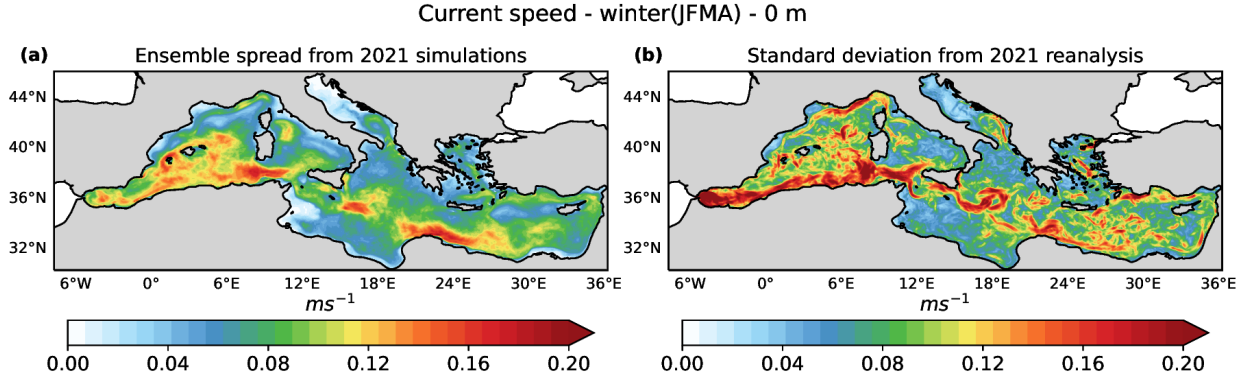 Current speed - winter(JFMA) - 0 m
(a) Ensemble spread from 2021 simulations
(b) Standard deviation from 2021 reanalysis
44°N
40°N
36°N
32°N
6°W 0° 6°E 12°E 18°E 24°E 30°E 36°E
ms⁻¹
0.00 0.04 0.08 0.12 0.16 0.20
44°N
40°N
36°N
32°N
6°W 0° 6°E 12°E 18°E 24°E 30°E 36°E
ms⁻¹
0.00 0.04 0.08 0.12 0.16 0.20